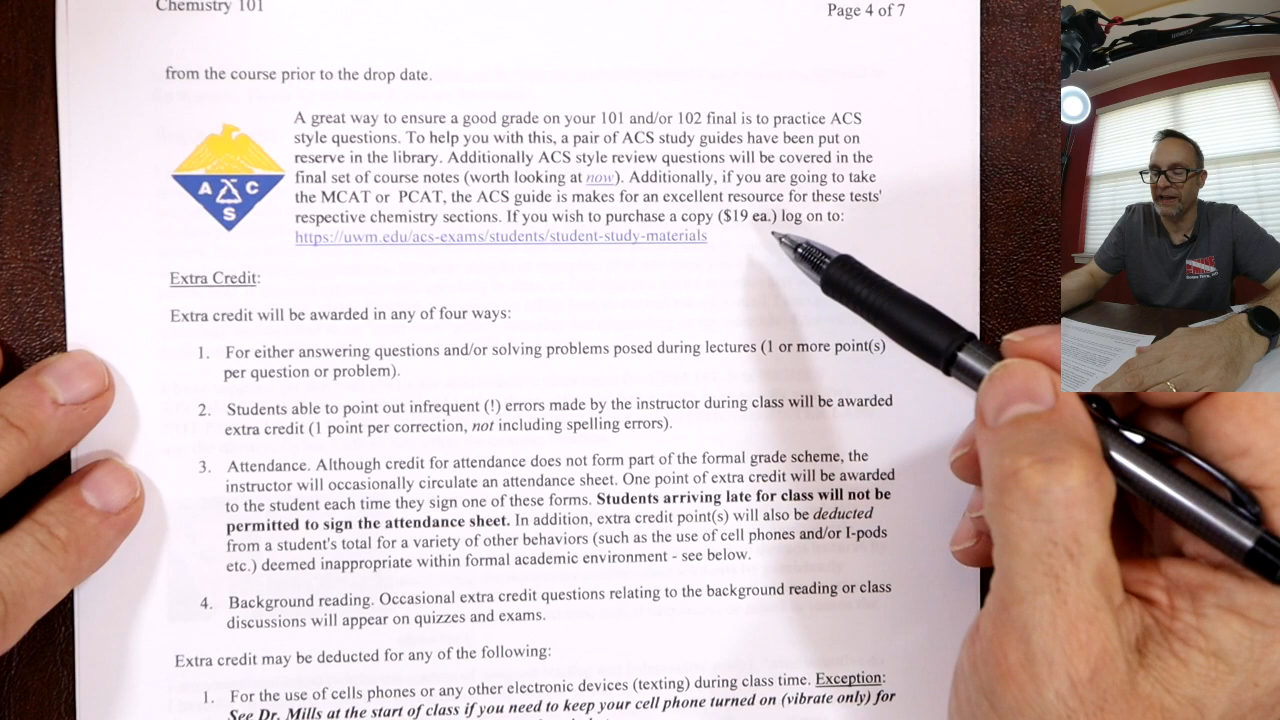 Chemistry 101
Page 4 of 7
from the course prior to the drop date.
A great way to ensure a good grade on your 101 and/or 102 final is to practice ACS
style questions. To help you with this, a pair of ACS study guides have been put on
reserve in the library. Additionally ACS style review questions will be covered in the
final set of course notes (worth looking at now). Additionally, if you are going to take
the MCAT or PCAT, the ACS guide is makes for an excellent resource for these tests'
respective chemistry sections. If you wish to purchase a copy ($19 ea.) log on to:
https://uwm.edu/acs-exams/students/student-study-materials
A C
S
Extra Credit:
Extra credit will be awarded in any of four ways:
1. For either answering questions and/or solving problems posed during lectures (1 or more point(s)
per question or problem).
2. Students able to point out infrequent (!) errors made by the instructor during class will be awarded
extra credit (1 point per correction, not including spelling errors).
3. Attendance. Although credit for attendance does not form part of the formal grade scheme, the
instructor will occasionally circulate an attendance sheet. One point of extra credit will be awarded
to the student each time they sign one of these forms. Students arriving late for class will not be
permitted to sign the attendance sheet. In addition, extra credit point(s) will also be deducted
from a student's total for a variety of other behaviors (such as the use of cell phones and/or I-pods
etc.) deemed inappropriate within formal academic environment - see below.
4. Background reading. Occasional extra credit questions relating to the background reading or class
discussions will appear on quizzes and exams.
Extra credit may be deducted for any of the following:
1. For the use of cells phones or any other electronic devices (texting) during class time. Exception:
See Dr. Mills at the start of class if you need to keep your cell phone turned on (vibrate only) for